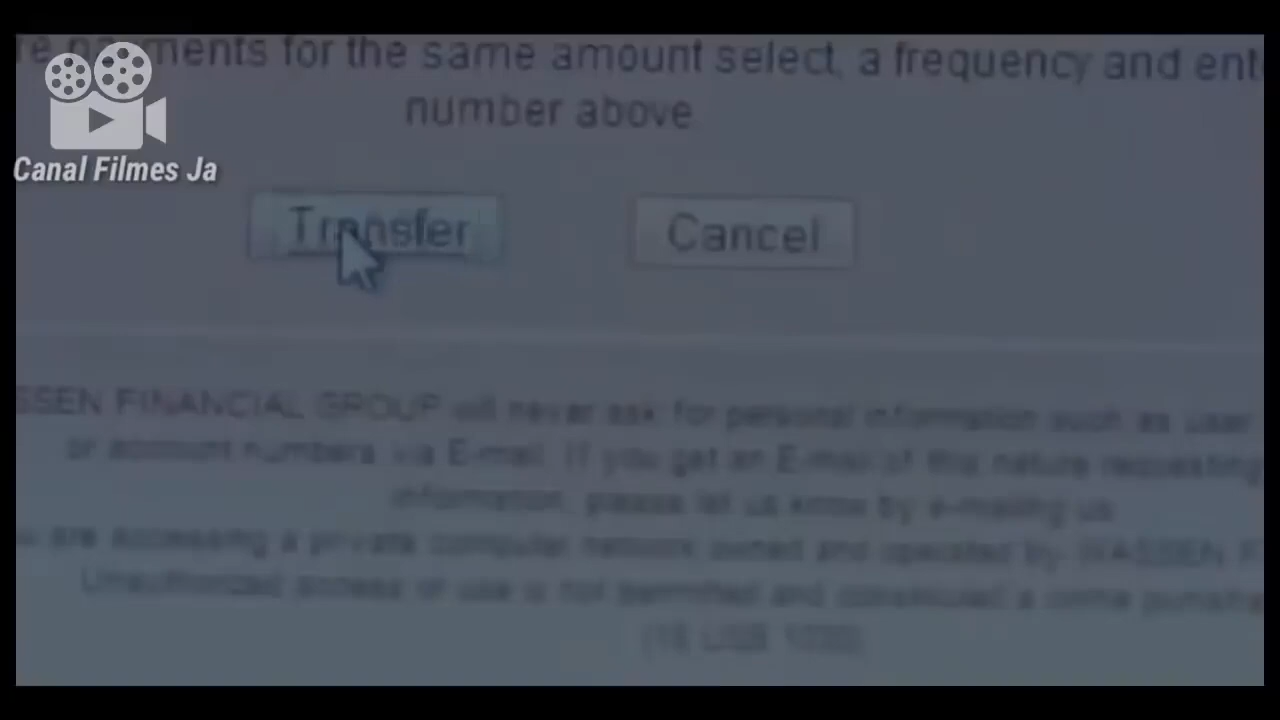 payments for the same amount select, a frequency and
number above
Canal Filmes Ja
Transfer
Cancel
FINANCIAL GROUP will never ask for personal information such as user
or account numbers via E-mail. If you get an E-mail of this nature requesting
information, please let us know by e-mailing us
are accessing a private computer network owned and operated by WASSEN
Unauthorized access or use is not permitted and constituted a crime